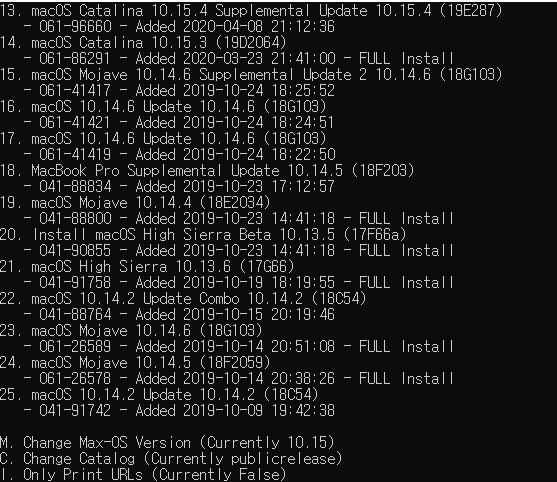 13. macOS Catalina 10.15.4 Supplemental Update 10.15.4 (19E287)
- 061-96660 - Added 2020-04-08 21:12:36
14. macOS Catalina 10.15.3 (19D2064)
- 061-86291 - Added 2020-03-23 21:41:00 - FULL Install
15. macOS Mojave 10.14.6 Supplemental Update 2 10.14.6 (18G103)
- 061-41417 - Added 2019-10-24 18:25:52
16. macOS 10.14.6 Update 10.14.6 (18G103)
- 061-41421 - Added 2019-10-24 18:24:51
17. macOS 10.14.6 Update 10.14.6 (18G103)
- 061-41419 - Added 2019-10-24 18:22:50
18. MacBook Pro Supplemental Update 10.14.5 (18F203)
- 041-88834 - Added 2019-10-23 17:12:57
19. macOS Mojave 10.14.4 (18E2034)
- 041-88800 - Added 2019-10-23 14:41:18 - FULL Install
20. Install macOS High Sierra Beta 10.13.5 (17F66a)
- 041-90855 - Added 2019-10-23 14:41:18 - FULL Install
21. macOS High Sierra 10.13.6 (17G66)
- 041-91758 - Added 2019-10-19 18:19:55 - FULL Install
22. macOS 10.14.2 Update Combo 10.14.2 (18C54)
- 041-88764 - Added 2019-10-15 20:19:46
23. macOS Mojave 10.14.6 (18G103)
- 061-26589 - Added 2019-10-14 20:51:08 - FULL Install
24. macOS Mojave 10.14.5 (18F2059)
- 061-26578 - Added 2019-10-14 20:38:26 - FULL Install
25. macOS 10.14.2 Update 10.14.2 (18C54)
- 041-91742 - Added 2019-10-09 19:42:38
M. Change Max-OS Version (Currently 10.15)
C. Change Catalog (Currently publicrelease)
I. Only Print URLs (Currently False)